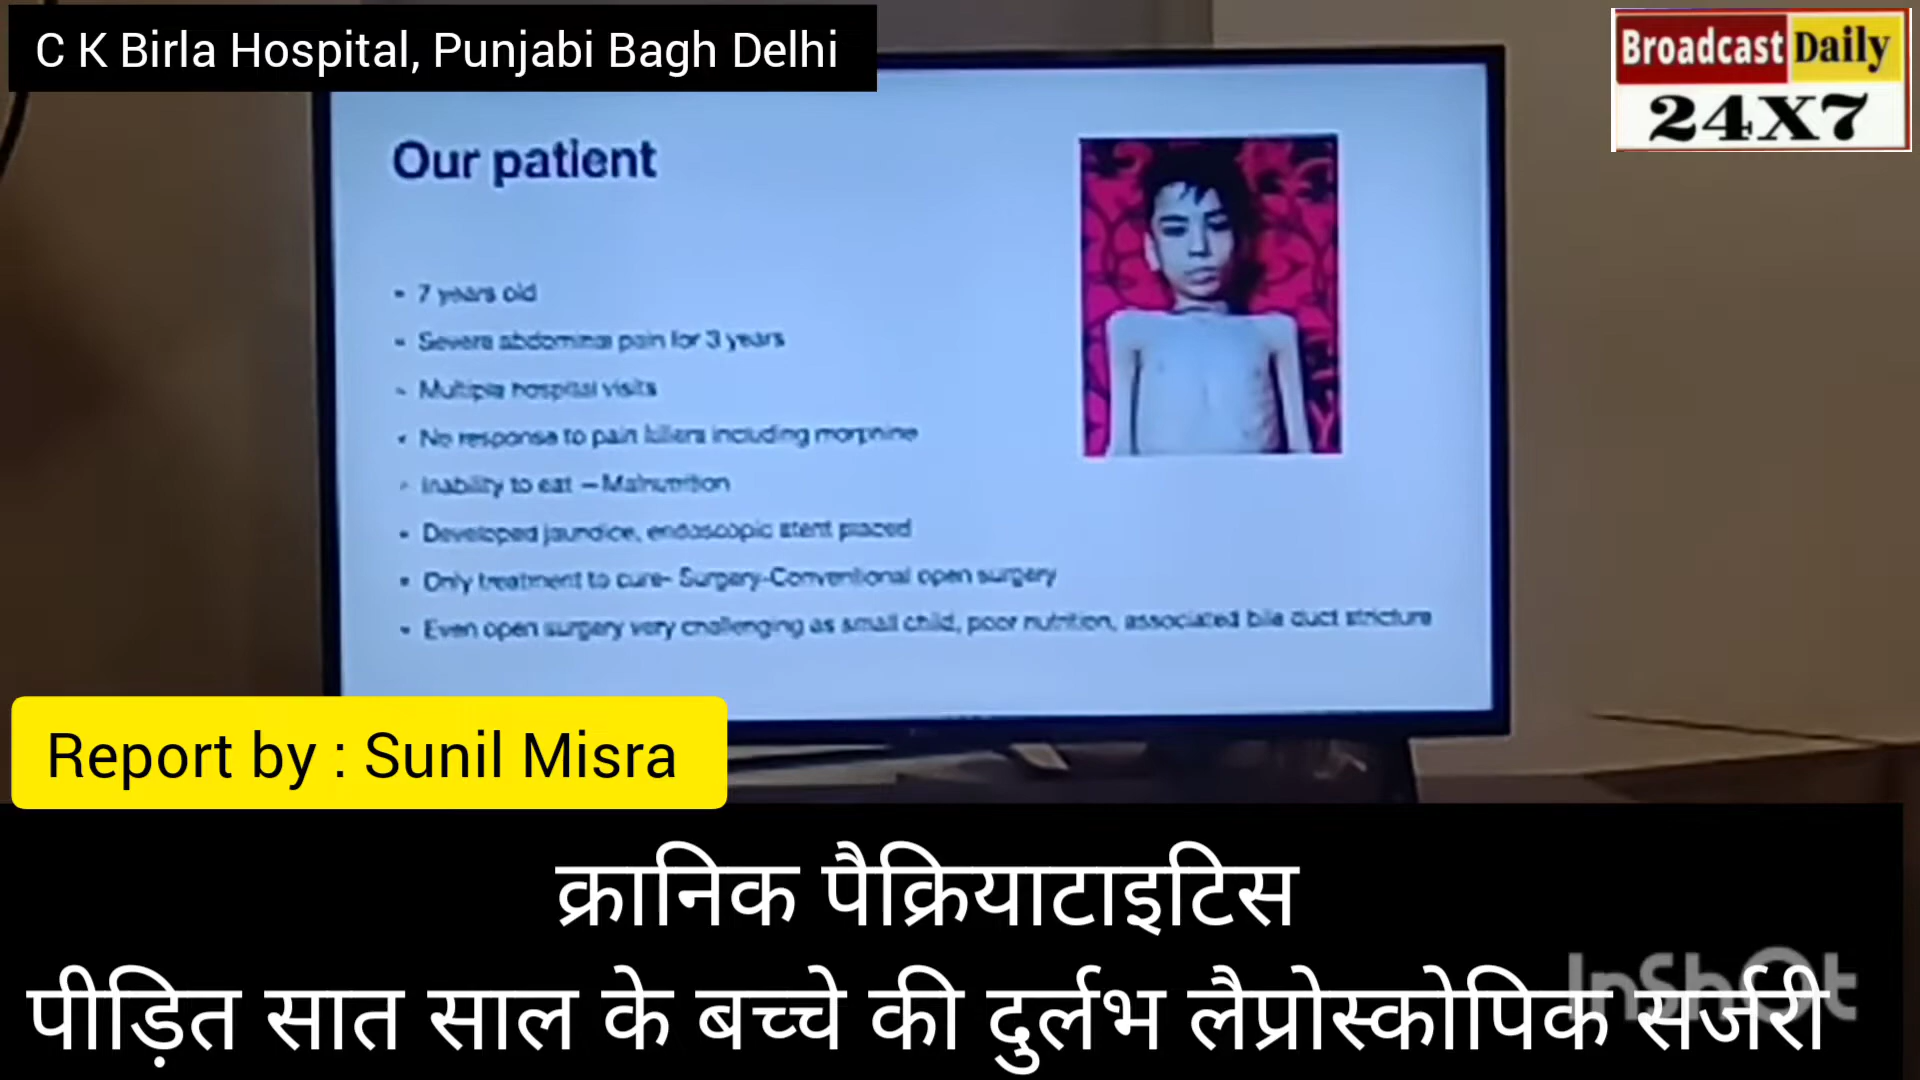 C K Birla Hospital, Punjabi Bagh Delhi
Broadcast Daily
24X7
Our patient
- 7 years old
- Severe abdominal pain for 3 years
- Multiple hospital visits
- No response to pain killers including morphine
- Inability to eat – Malnutrition
- Developed jaundice, endoscopic stent placed
- Only treatment to cure- Surgery-Conventional open surgery
- Even open surgery very challenging as small child, poor nutrition, associated bile duct stricture
Report by : Sunil Misra
क्रानिक पैक्रियाटाइटिस
पीड़ित सात साल के बच्चे की दुर्लभ लैप्रोस्कोपिक सर्जरी
InShOt